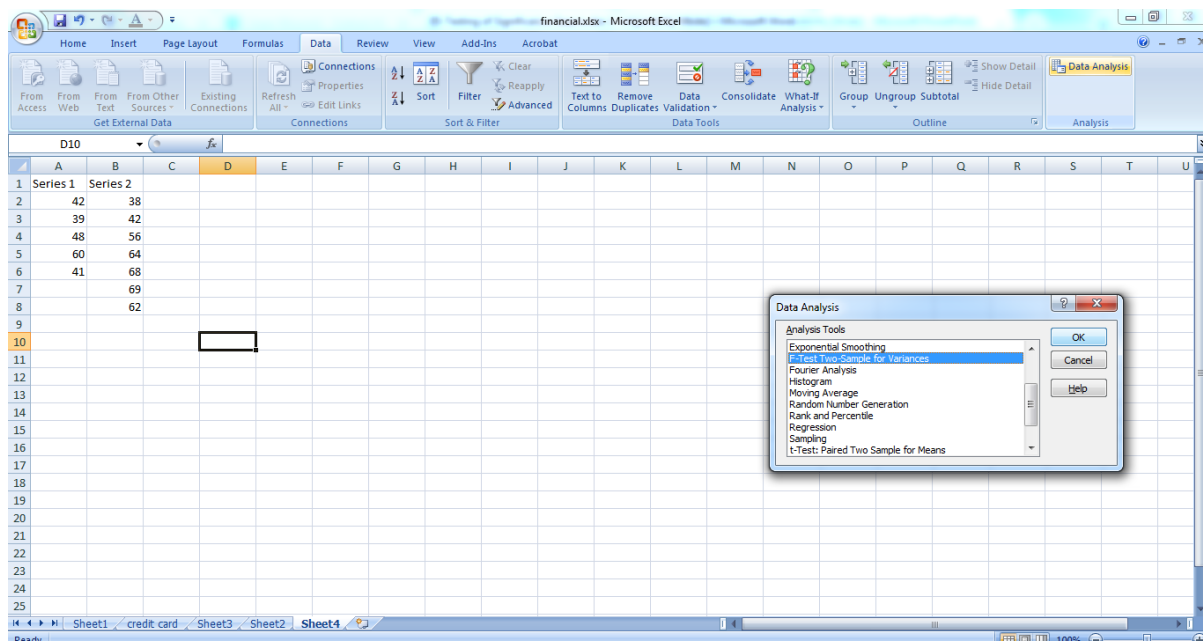 financial.xlsx - Microsoft Excel
Home Insert Page Layout Formulas Data Review View Add-Ins Acrobat
From Access
From Web
From Text
From Other Sources
Existing Connections
Get External Data
Refresh All
Connections
Properties
Edit Links
Connections
Sort
Filter
Clear
Reapply
Advanced
Sort & Filter
Text to Columns
Remove Duplicates
Data Validation
Consolidate
What-If Analysis
Data Tools
Group
Ungroup
Subtotal
Show Detail
Hide Detail
Outline
Data Analysis
Analysis
D10 fx
A B C D E F G H I J K L M N O P Q R S T U
1 Series 1 Series 2
2 42 38
3 39 42
4 48 56
5 60 64
6 41 68
7 69
8 62
9
10
11
12
13
14
15
16
17
18
19
20
21
22
23
24
25
Data Analysis
Analysis Tools
Exponential Smoothing
F-Test Two-Sample for Variances
Fourier Analysis
Histogram
Moving Average
Random Number Generation
Rank and Percentile
Regression
Sampling
t-Test: Paired Two Sample for Means
OK
Cancel
Help
Sheet1 credit card Sheet3 Sheet2 Sheet4
Ready 100%